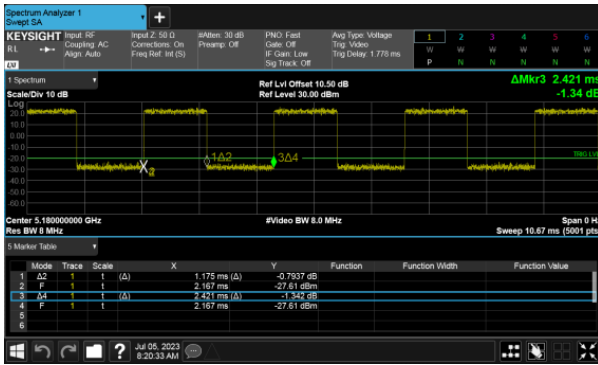 Spectrum Analyzer 1
Swept SA
+
KEYSIGHT Input: RF Input Z: 50 Ω #Atten: 30 dB PNO: Fast Avg Type: Voltage 1 2 3 4 5 6
RL Coupling: AC Corrections: On Preamp: Off Gate: Off Trig: Video W W W W W W
Align: Auto Freq Ref: Int (S) IF Gain: Low Trig Delay: 1.778 ms P N N N N N
LXI Sig Track: Off
1 Spectrum
Ref Lvl Offset 10.50 dB ΔMkr3 2.421 ms
Scale/Div 10 dB Ref Level 30.00 dBm -1.34 dB
Log
20.0
10.0
0.00
-10.0
-20.0 1Δ2 3Δ4 TRIG LVL
-30.0
-40.0
-50.0
-60.0
Center 5.180000000 GHz #Video BW 8.0 MHz Span 0 H
Res BW 8 MHz Sweep 10.67 ms (5001 pts
5 Marker Table
Mode Trace Scale X Y Function Function Width Function Value
1 Δ2 1 t (Δ) 1.175 ms (Δ) -0.7937 dB
2 F 1 t 2.167 ms -27.61 dBm
3 Δ4 1 t (Δ) 2.421 ms (Δ) -1.342 dB
4 F 1 t 2.167 ms -27.61 dBm
5
6
? Jul 05, 2023
8:20:33 AM